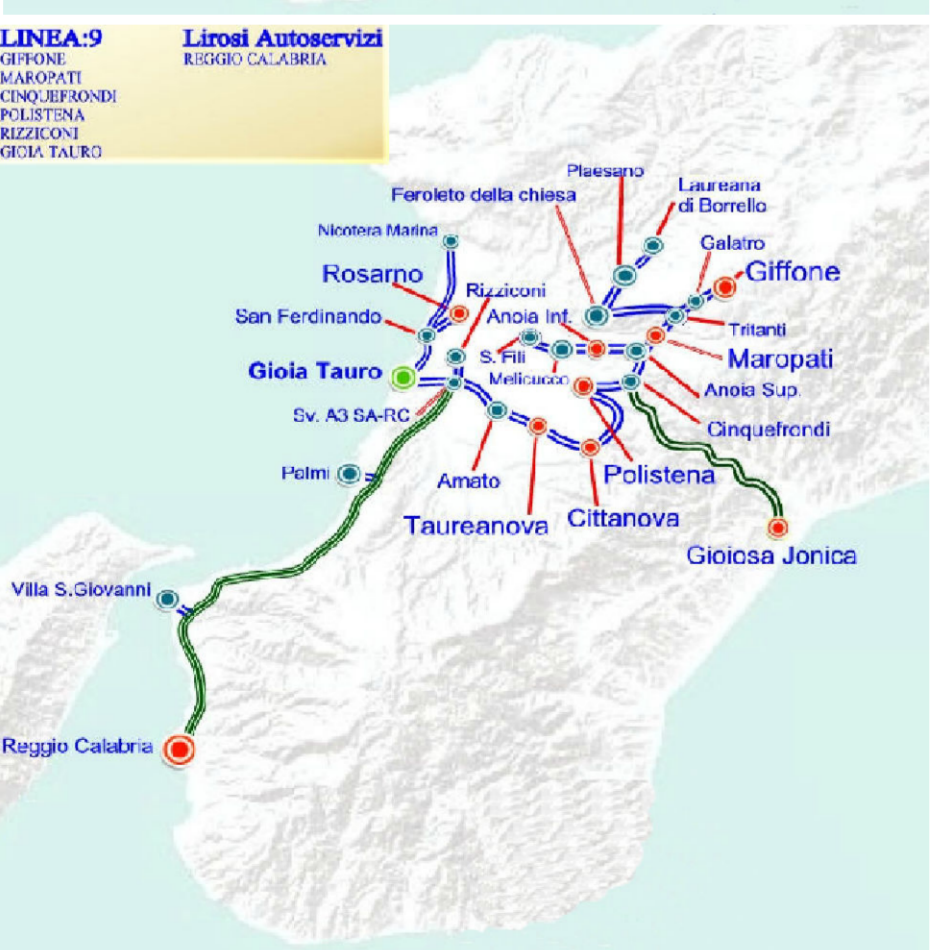 LINEA:9
GIFFONE
MAROPATI
CINQUEFRONDI
POLISTENA
RIZZICONI
GIOIA TAURO
Lirosi Autoservizi
REGGIO CALABRIA
Plaesano
Feroleto della chiesa
Laureana
di Borrello
Nicotera Marina
Galatro
Rosarno
Giffone
Rizziconi
San Ferdinando
Anoia Inf.
Tritanti
S. Fili
Maropati
Gioia Tauro
Melicucco
Anoia Sup.
Sv. A3 SA-RC
Cinquefrondi
Palmi
Amato
Polistena
Taureanova
Cittanova
Gioiosa Jonica
Villa S.Giovanni
Reggio Calabria